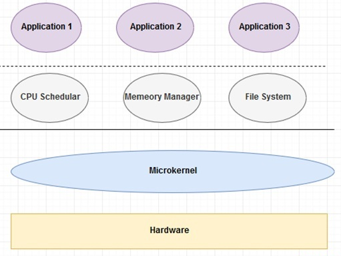 Application 1
Application 2
Application 3
CPU Schedular
Memeory Manager
File System
Microkernel
Hardware